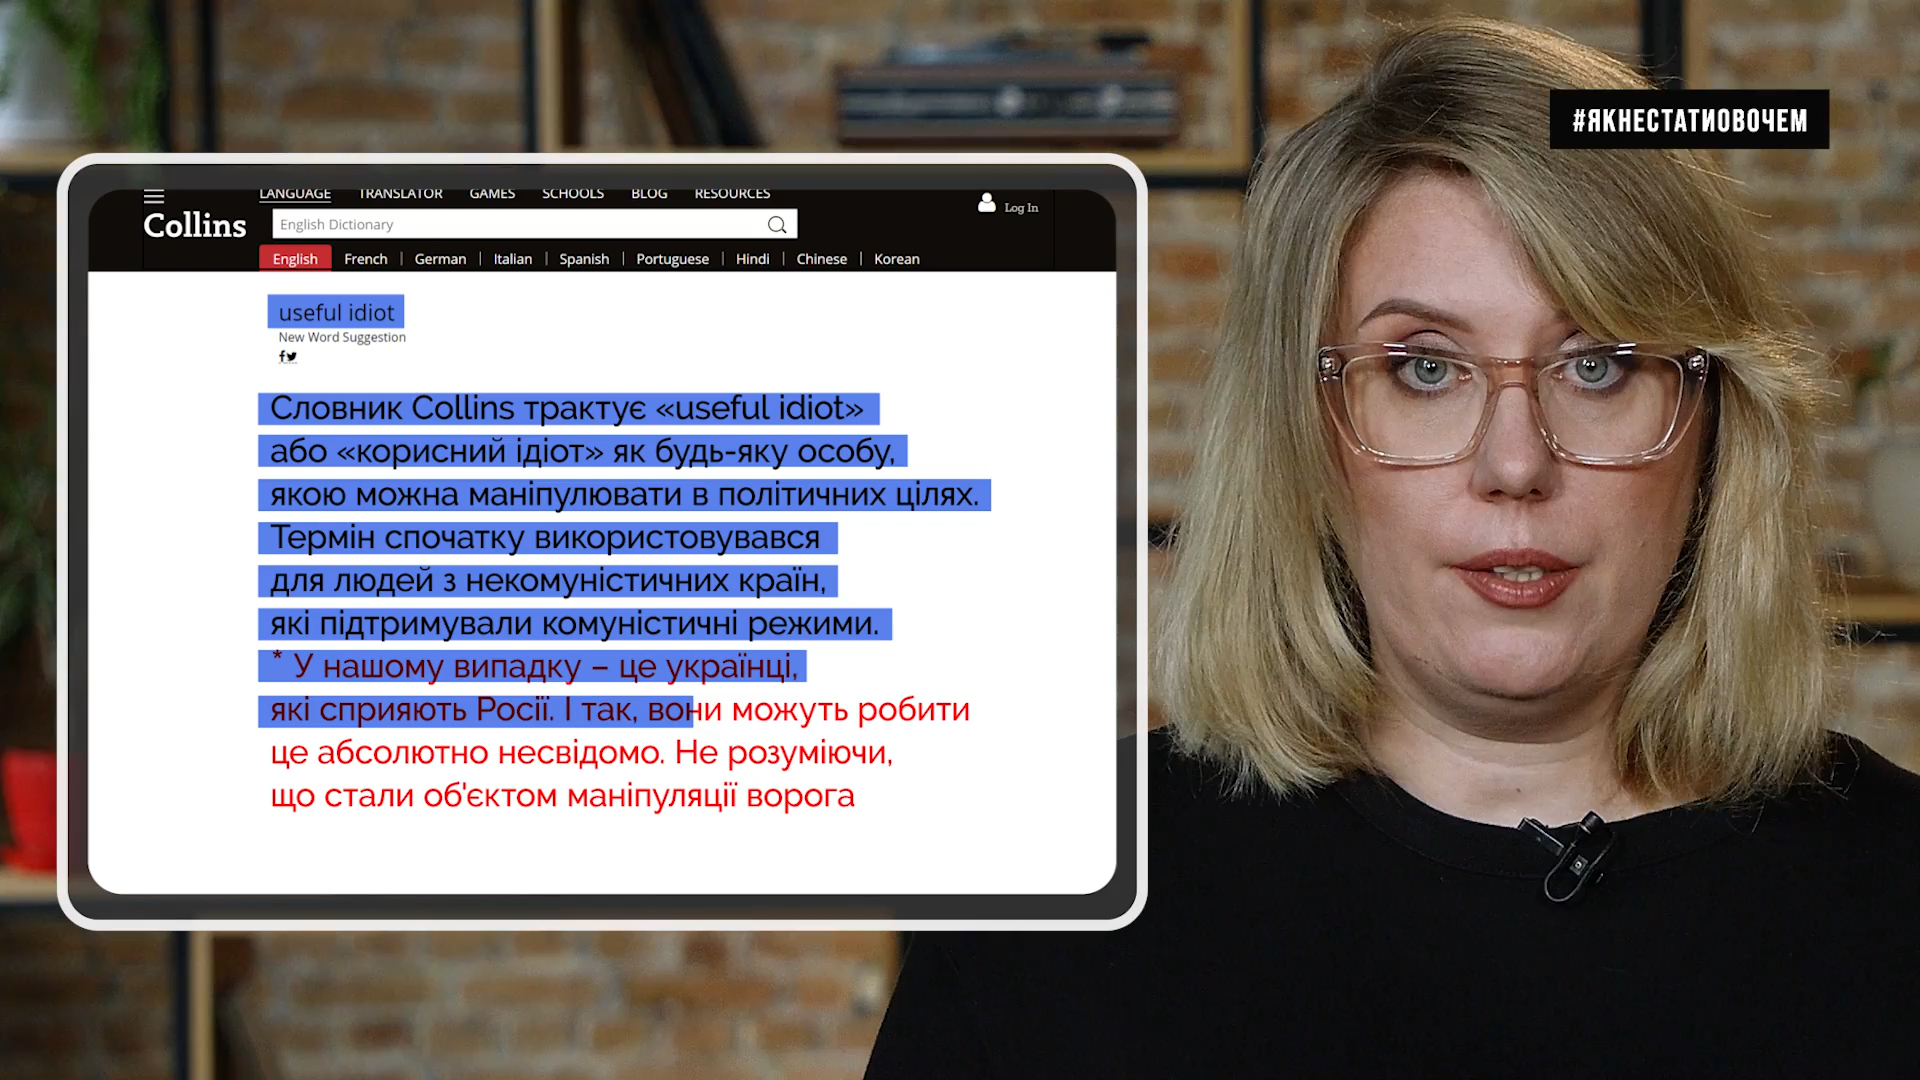 #ЯКНЕСТАТИОВОЧЕМ
LANGUAGE TRANSLATOR GAMES SCHOOLS BLOG RESOURCES
Collins
English Dictionary
Log In
English French German Italian Spanish Portuguese Hindi Chinese Korean
useful idiot
New Word Suggestion
Словник Collins трактує «useful idiot»
або «корисний ідіот» як будь-яку особу,
якою можна маніпулювати в політичних цілях.
Термін спочатку використовувався
для людей з некомуністичних країн,
які підтримували комуністичні режими.
* У нашому випадку – це українці,
які сприяють Росії. І так, вони можуть робити
це абсолютно несвідомо. Не розуміючи,
що стали об'єктом маніпуляції ворога